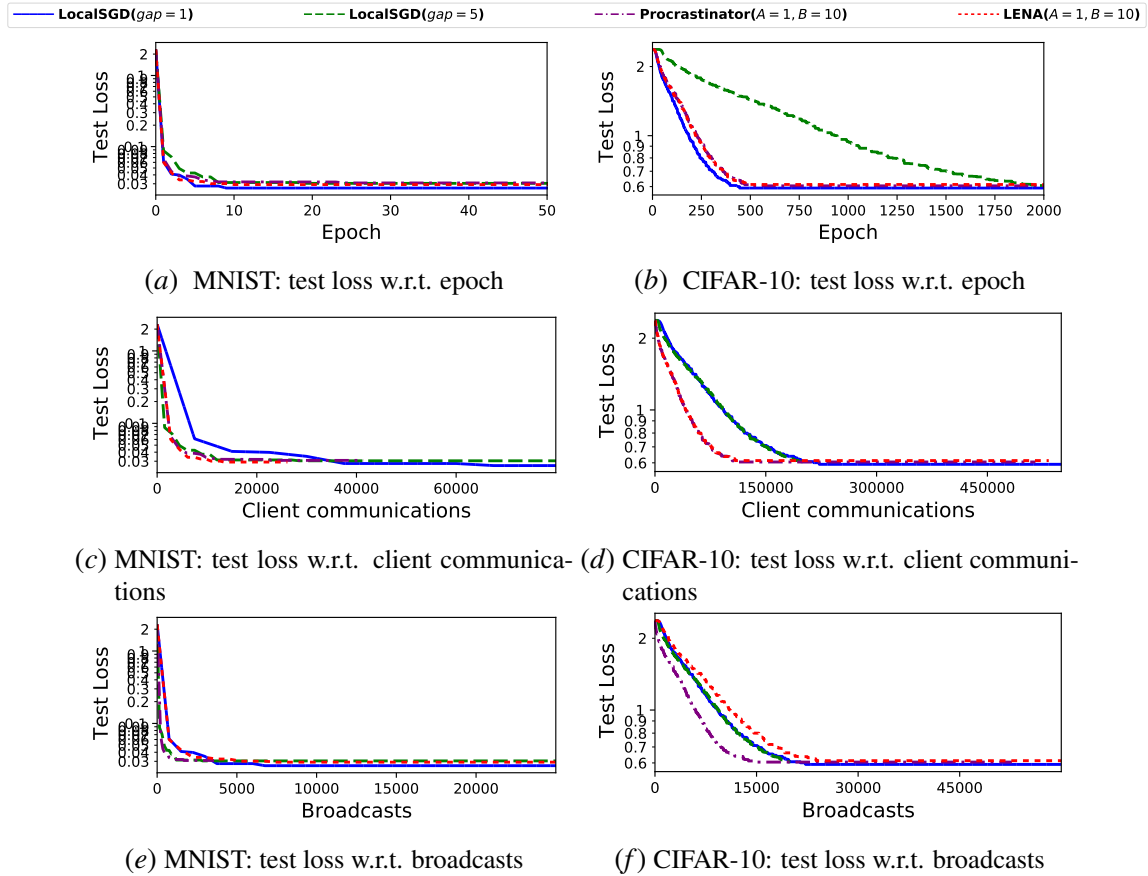 LocalSGD(gap = 1) LocalSGD(gap = 5) Procrastinator(A = 1, B = 10) LENA(A = 1, B = 10)
Test Loss
2
0.2
0.1
0.03
0 10 20 30 40 50
Epoch
(a) MNIST: test loss w.r.t. epoch
Test Loss
2
1
0.9
0.8
0.7
0.6
0 250 500 750 1000 1250 1500 1750 2000
Epoch
(b) CIFAR-10: test loss w.r.t. epoch
Test Loss
2
0.3
0.2
0.1
0.03
0 20000 40000 60000
Client communications
(c) MNIST: test loss w.r.t. client communica-
tions
Test Loss
2
1
0.9
0.8
0.7
0.6
0 150000 300000 450000
Client communications
(d) CIFAR-10: test loss w.r.t. client communi-
cations
Test Loss
2
0.3
0.2
0.1
0.03
0 5000 10000 15000 20000
Broadcasts
(e) MNIST: test loss w.r.t. broadcasts
Test Loss
2
1
0.9
0.8
0.7
0.6
0 15000 30000 45000
Broadcasts
(f) CIFAR-10: test loss w.r.t. broadcasts